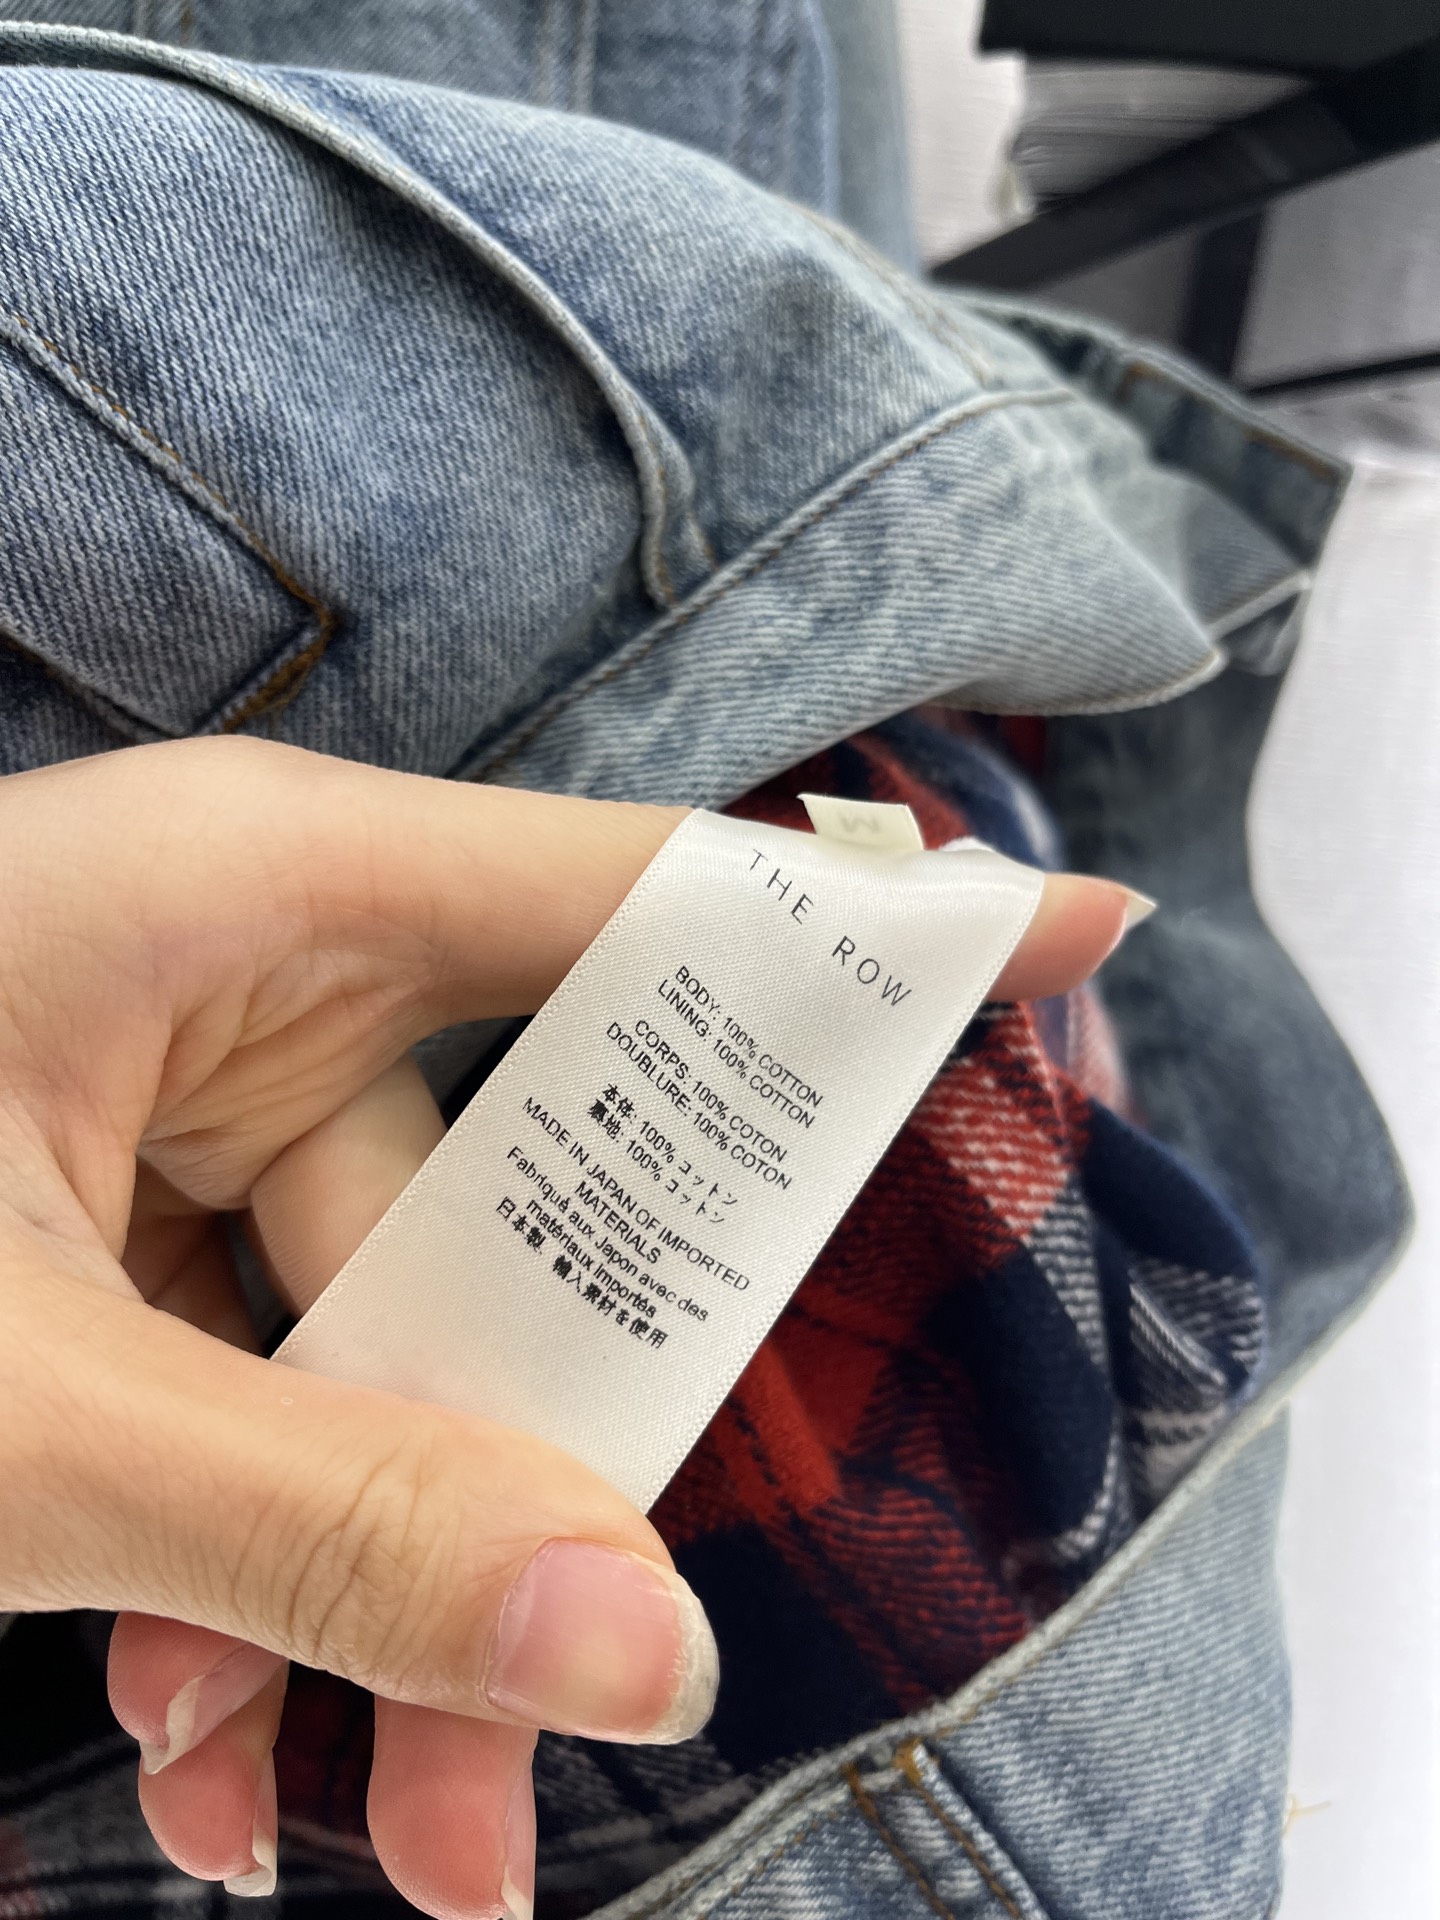 M
THE ROW
BODY: 100% COTTON
LINING: 100% COTTON
CORPS: 100% COTON
DOUBLURE: 100% COTON
本体: 100% コットン
裏地: 100% コットン
MADE IN JAPAN OF IMPORTED
MATERIALS
Fabriqué aux Japon avec des
matériaux importés
日本製、輸入素材を使用